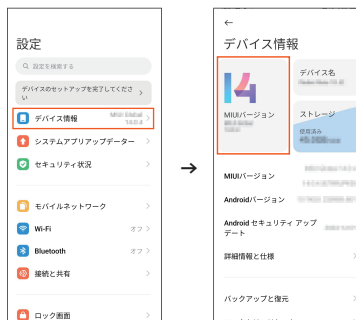 設定
設定を検索する
デバイスのセットアップを完了してくださ
い
デバイス情報
MIUI Global
14.0.4
システムアプリアップデーター
セキュリティ状況
モバイルネットワーク
Wi-Fi
オフ
Bluetooth
オフ
接続と共有
ロック画面
デバイス情報
14
MIUIバージョン
デバイス名
ストレージ
使用済み
MIUIバージョン
Androidバージョン
Android セキュリティ アップ
デート
詳細情報と仕様
バックアップと復元